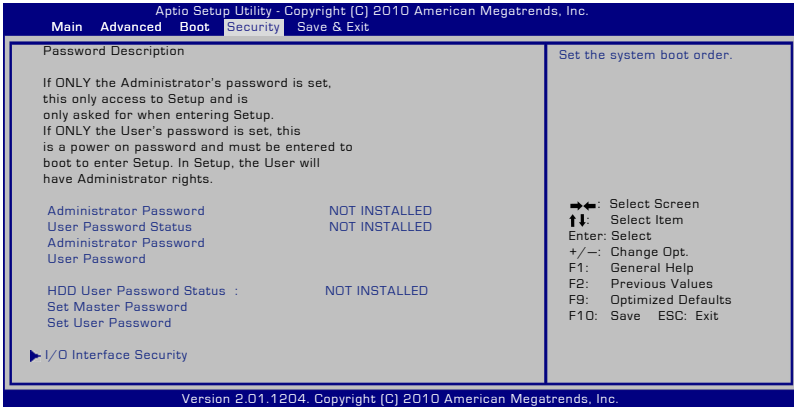 Aptio Setup Utility - Copyright (C) 2010 American Megatrends, Inc.
Main Advanced Boot Security Save & Exit
Password Description
If ONLY the Administrator's password is set,
this only access to Setup and is
only asked for when entering Setup.
If ONLY the User's password is set, this
is a power on password and must be entered to
boot to enter Setup. In Setup, the User will
have Administrator rights.
Administrator Password NOT INSTALLED
User Password Status NOT INSTALLED
Administrator Password
User Password
HDD User Password Status : NOT INSTALLED
Set Master Password
Set User Password
I/O Interface Security
Set the system boot order.
→←: Select Screen
↑↓: Select Item
Enter: Select
+/—: Change Opt.
F1: General Help
F2: Previous Values
F9: Optimized Defaults
F10: Save ESC: Exit
Version 2.01.1204. Copyright (C) 2010 American Megatrends, Inc.